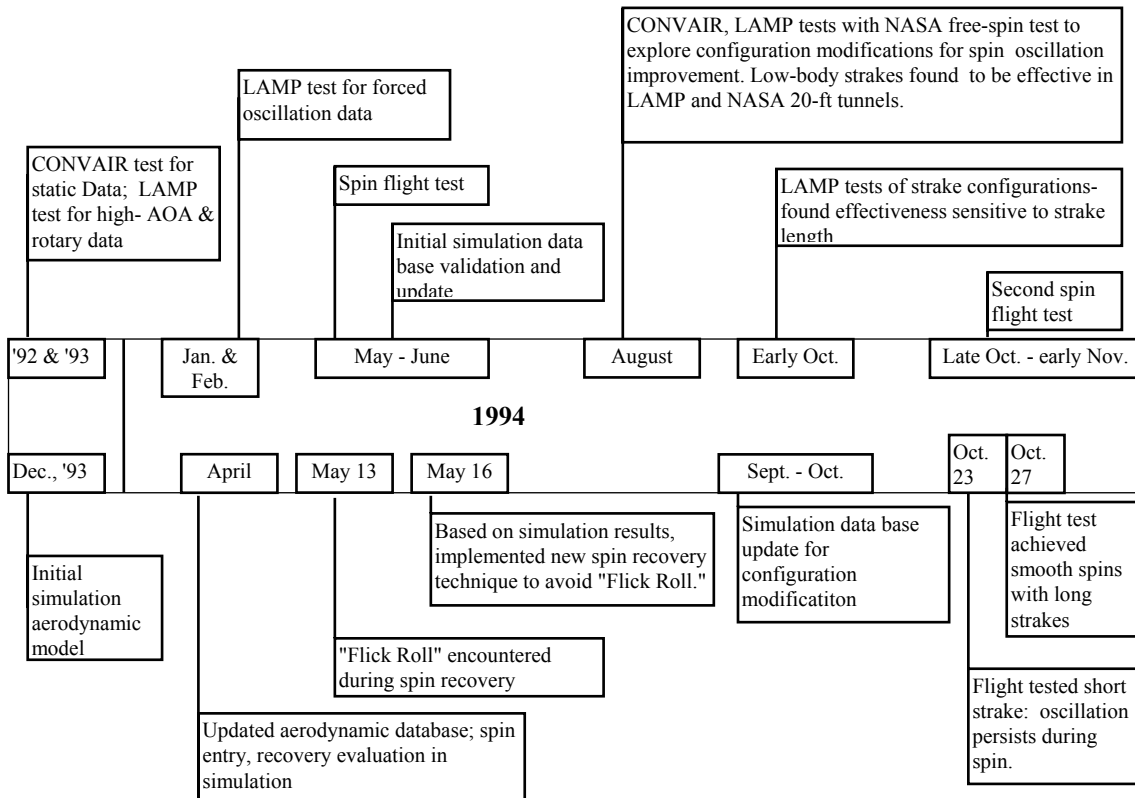 CONVAIR, LAMP tests with NASA free-spin test to
explore configuration modifications for spin oscillation
improvement. Low-body strakes found to be effective in
LAMP and NASA 20-ft tunnels.
LAMP test for forced
oscillation data
CONVAIR test for
static Data; LAMP
test for high- AOA &
rotary data
Spin flight test
LAMP tests of strake configurations-
found effectiveness sensitive to strake
length
Initial simulation data
base validation and
update
Second spin
flight test
'92 & '93
Jan. &
Feb.
May - June
August
Early Oct.
Late Oct. - early Nov.
1994
Dec., '93
April
May 13
May 16
Sept. - Oct.
Oct.
23
Oct.
27
Initial
simulation
aerodynamic
model
Based on simulation results,
implemented new spin recovery
technique to avoid "Flick Roll."
Simulation data base
update for
configuration
modificatiton
Flight test
achieved
smooth spins
with long
strakes
"Flick Roll" encountered
during spin recovery
Flight tested short
strake: oscillation
persists during
spin.
Updated aerodynamic database; spin
entry, recovery evaluation in
simulation